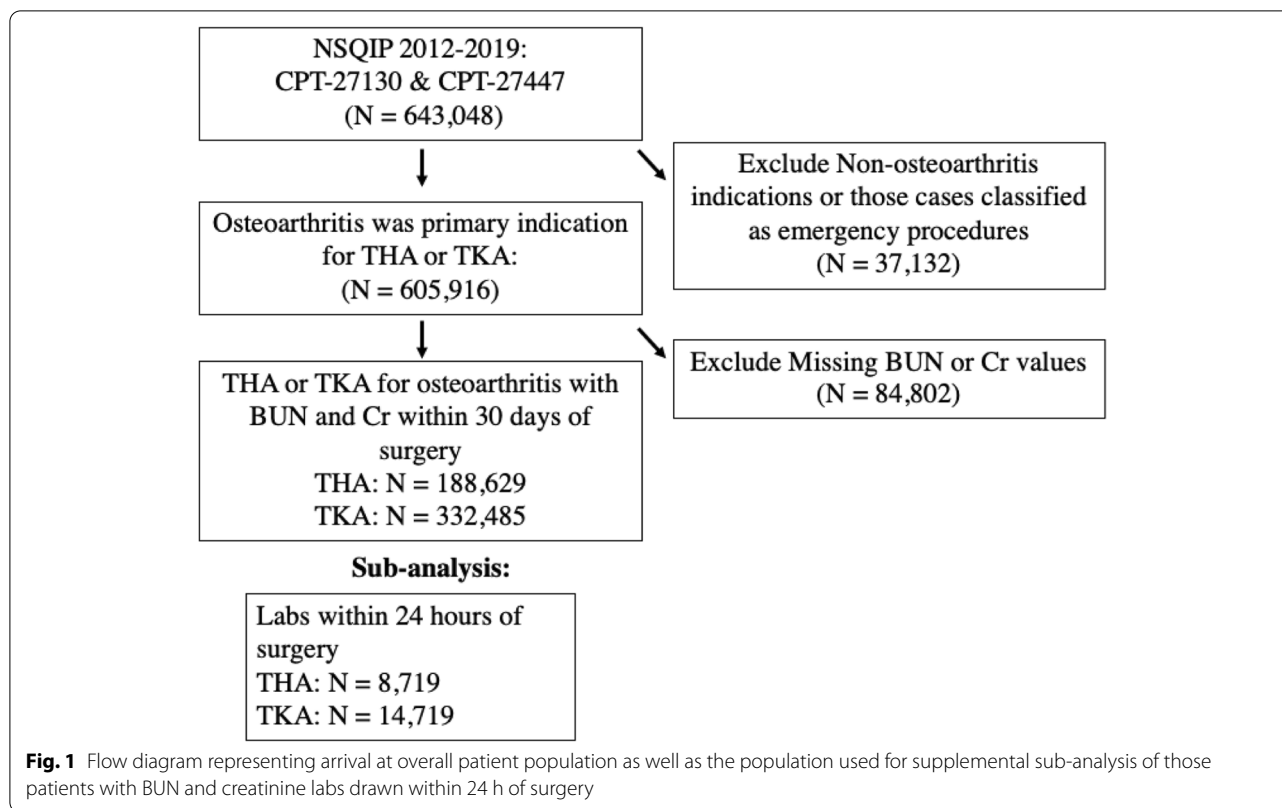 NSQIP 2012-2019:
CPT-27130 & CPT-27447
(N = 643,048)
Exclude Non-osteoarthritis
indications or those cases classified
as emergency procedures
(N = 37,132)
Osteoarthritis was primary indication
for THA or TKA:
(N = 605,916)
Exclude Missing BUN or Cr values
(N = 84,802)
THA or TKA for osteoarthritis with
BUN and Cr within 30 days of
surgery
THA: N = 188,629
TKA: N = 332,485
Sub-analysis:
Labs within 24 hours of
surgery
THA: N = 8,719
TKA: N = 14,719
Fig. 1 Flow diagram representing arrival at overall patient population as well as the population used for supplemental sub-analysis of those
patients with BUN and creatinine labs drawn within 24 h of surgery